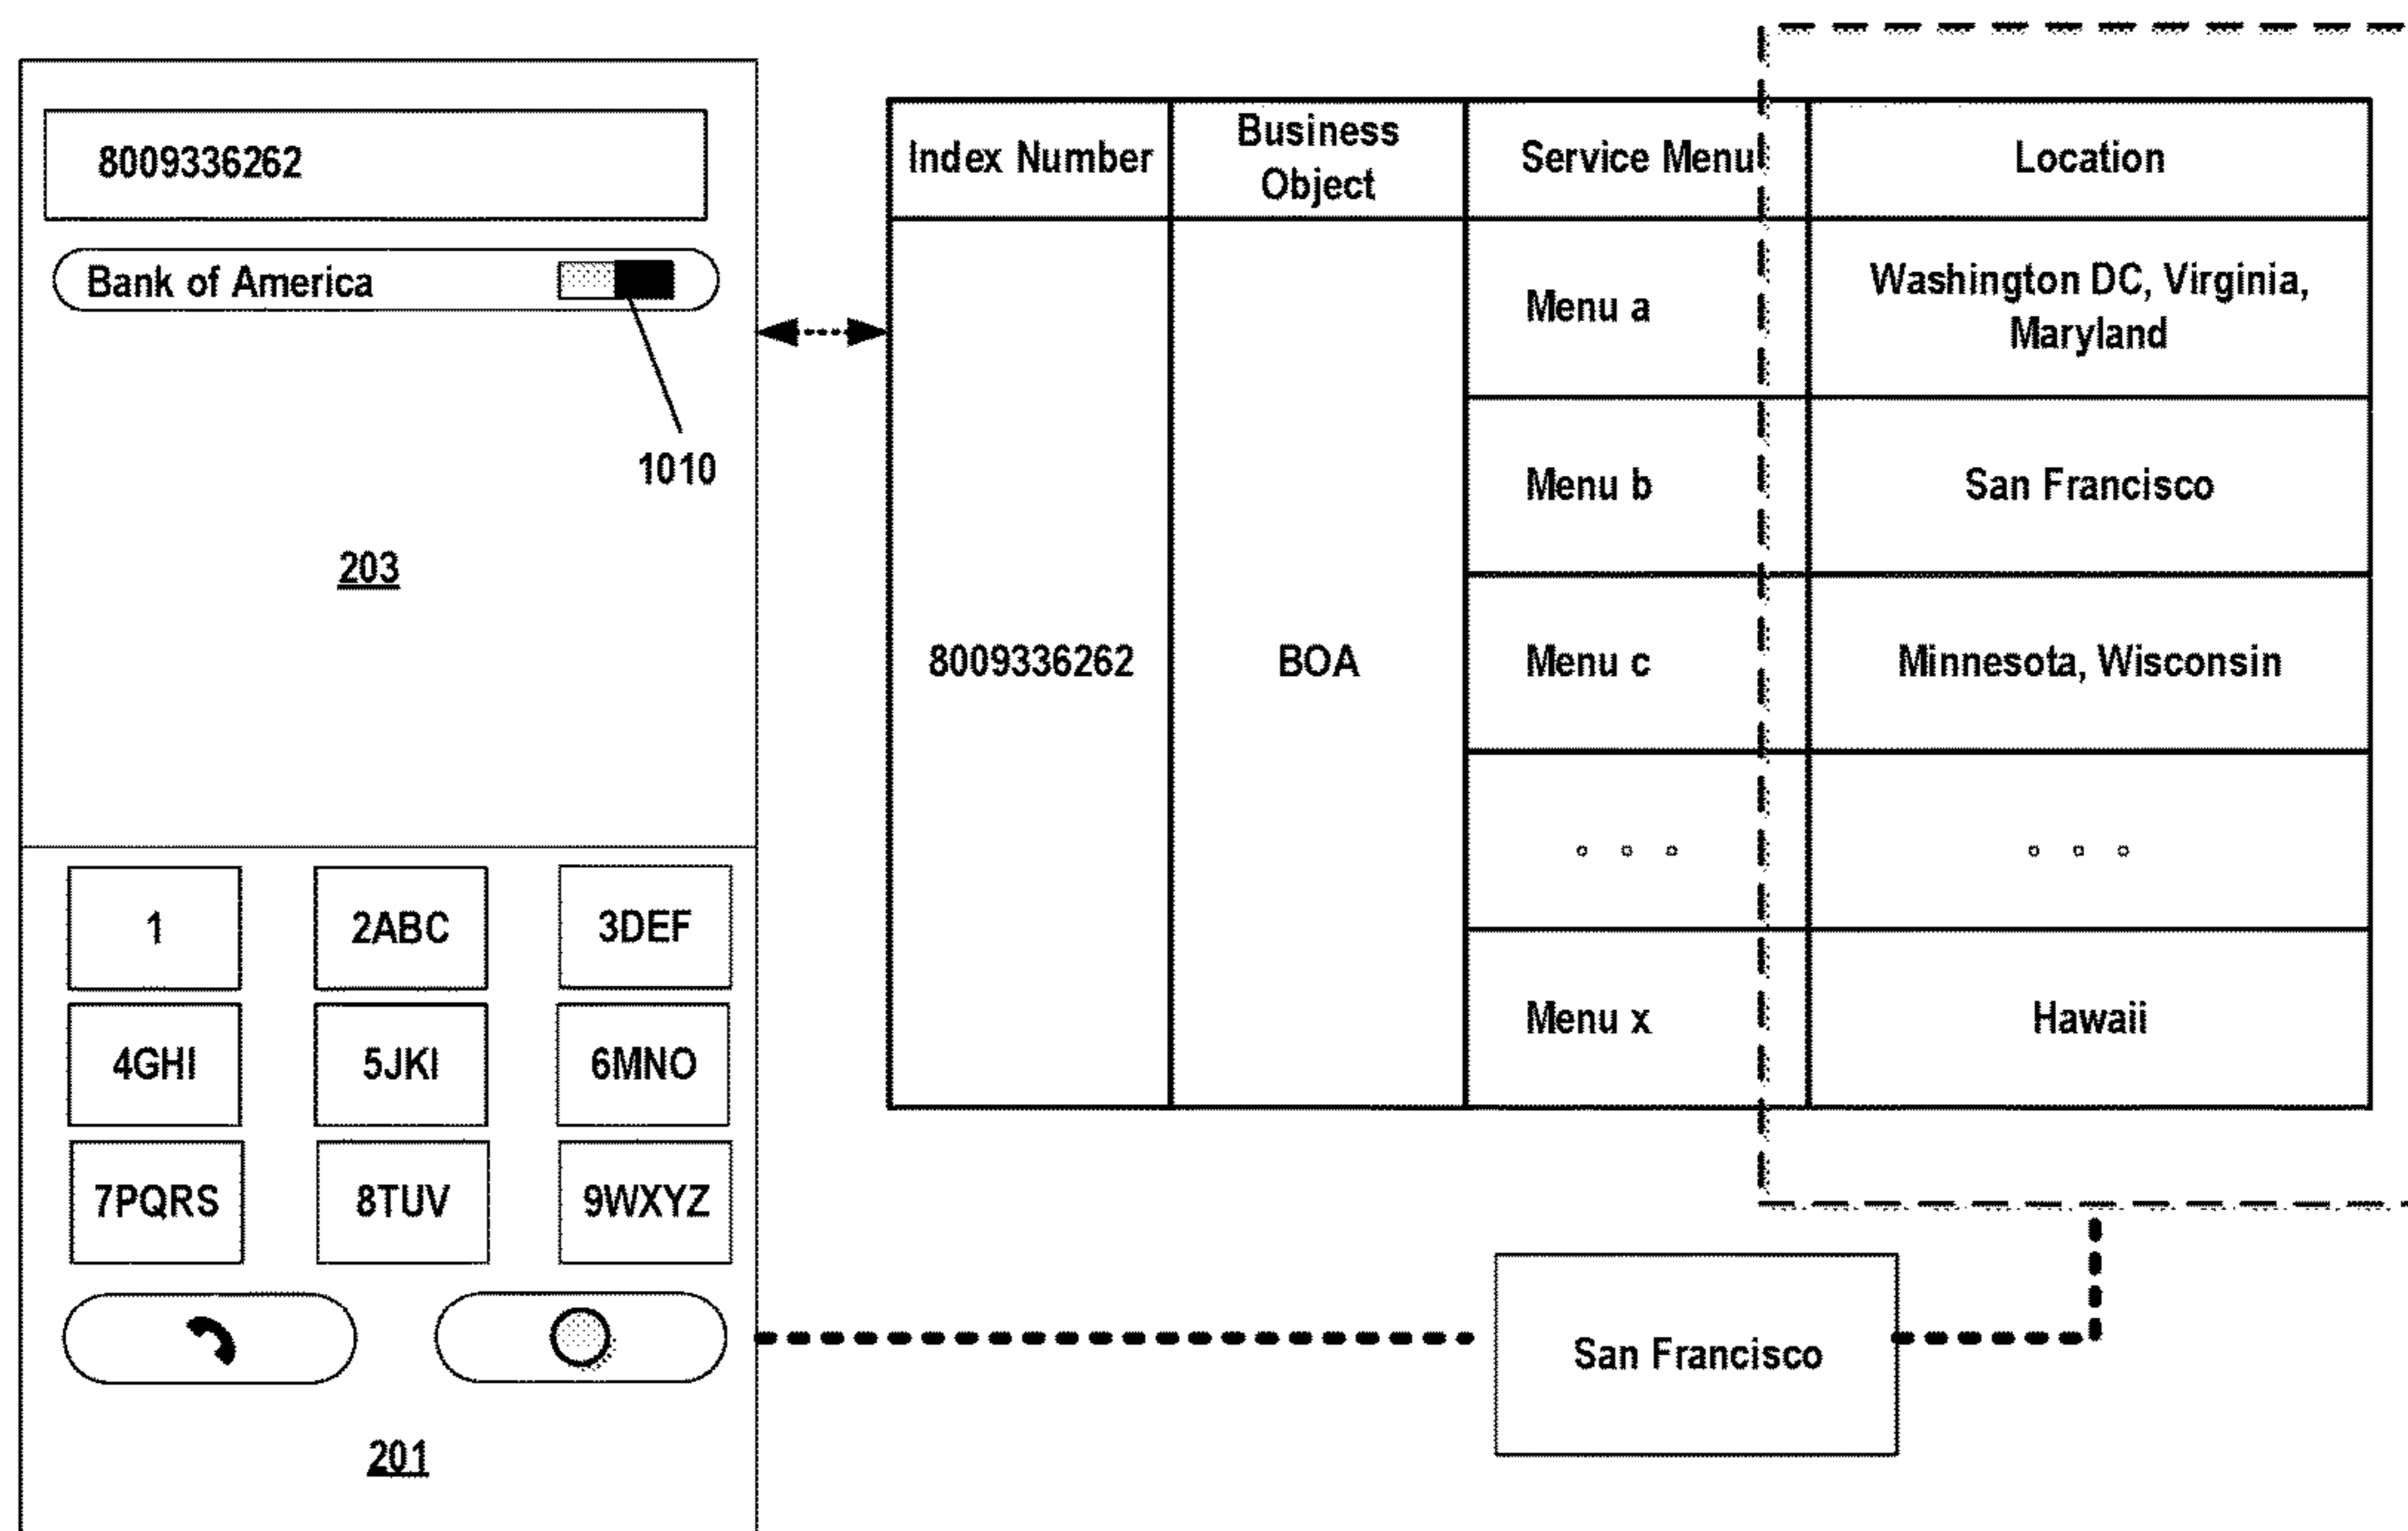 8009336262
Bank of America
1010
203
1
2ABC
3DEF
4GHI
5JKI
6MNO
7PQRS
8TUV
9WXYZ
201
Index Number
Business
Object
Service Menu
Location
8009336262
BOA
Menu a
Washington DC, Virginia,
Maryland
Menu b
San Francisco
Menu c
Minnesota, Wisconsin
Menu x
Hawaii
San Francisco